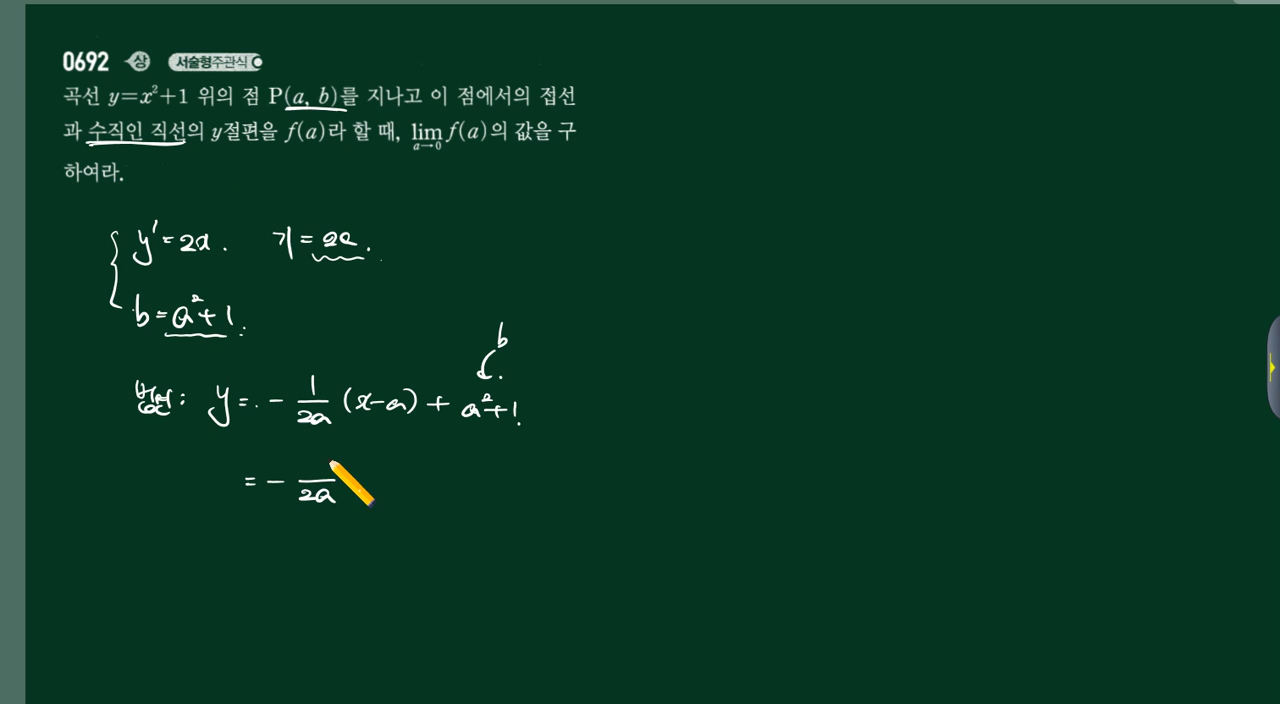 0692 상 서술형주관식
곡선 y=x²+1 위의 점 P(a, b)를 지나고 이 점에서의 접선
과 수직인 직선의 y절편을 f(a)라 할 때, lim_{a→0} f(a)의 값을 구
하여라.
y'=2x. 기=2a.
b=a²+1.
b
법선: y=-\frac{1}{2a}(x-a)+a²+1.
=-\frac{}{2a}